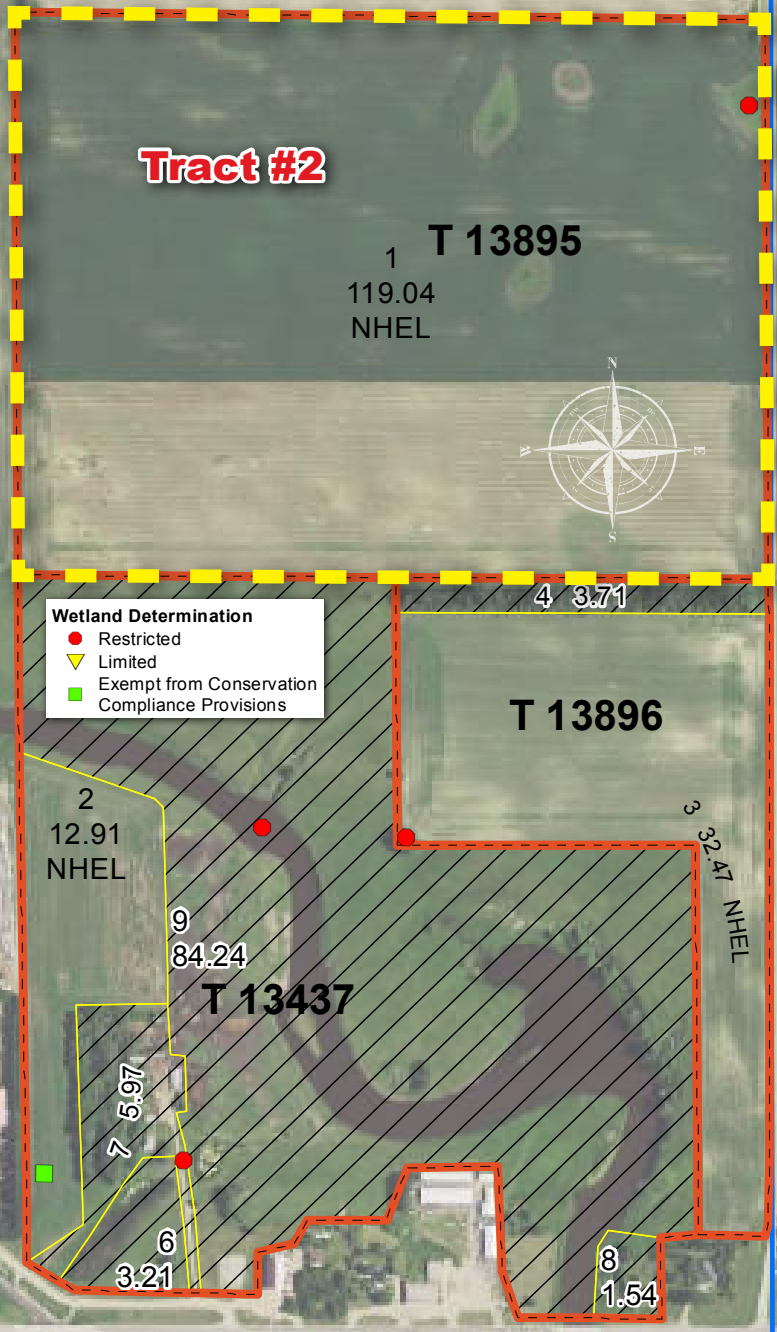 Tract #2
T 13895
1
119.04
NHEL
N
W
E
S
4 3.71
Wetland Determination
Restricted
Limited
Exempt from Conservation
Compliance Provisions
T 13896
2
12.91
NHEL
3 32.47 NHEL
9
84.24
T 13437
7 5.97
6
3.21
8
1.54